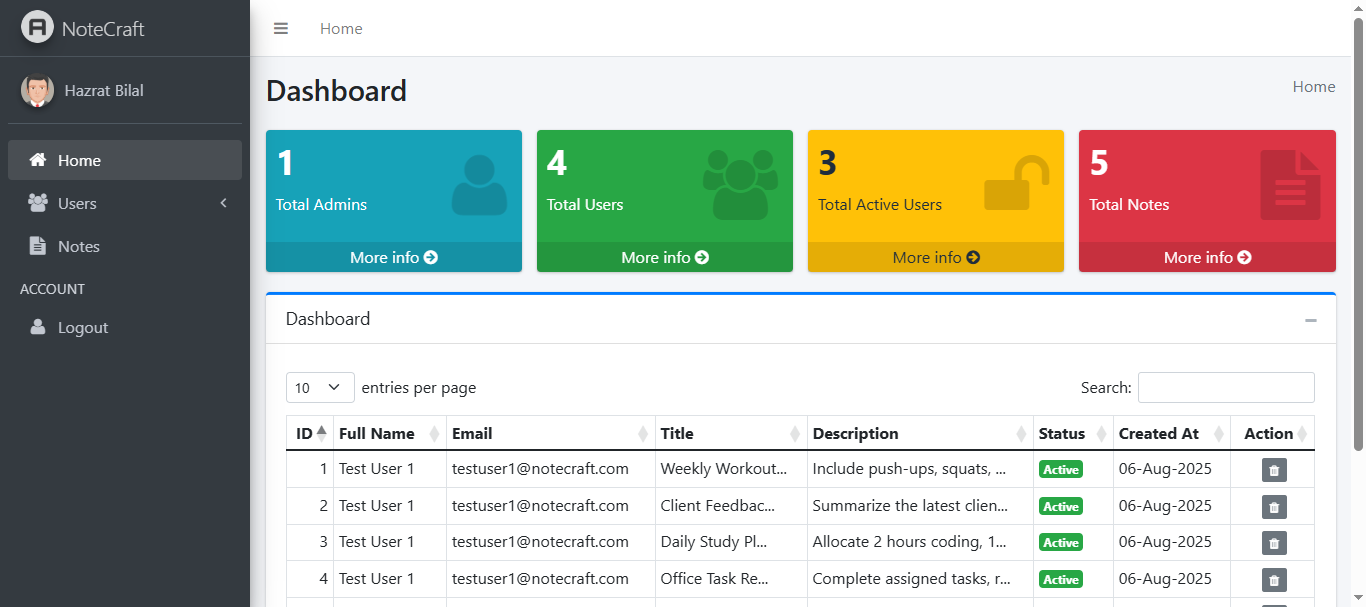 NoteCraft
Home
Hazrat Bilal
Home
Users
Notes
ACCOUNT
Logout
Dashboard
Home
1
Total Admins
More info
4
Total Users
More info
3
Total Active Users
More info
5
Total Notes
More info
Dashboard
10 entries per page
Search:
ID Full Name Email Title Description Status Created At Action
1 Test User 1 testuser1@notecraft.com Weekly Workout... Include push-ups, squats, ... Active 06-Aug-2025
2 Test User 1 testuser1@notecraft.com Client Feedbac... Summarize the latest clien... Active 06-Aug-2025
3 Test User 1 testuser1@notecraft.com Daily Study Pl... Allocate 2 hours coding, 1... Active 06-Aug-2025
4 Test User 1 testuser1@notecraft.com Office Task Re... Complete assigned tasks, r... Active 06-Aug-2025